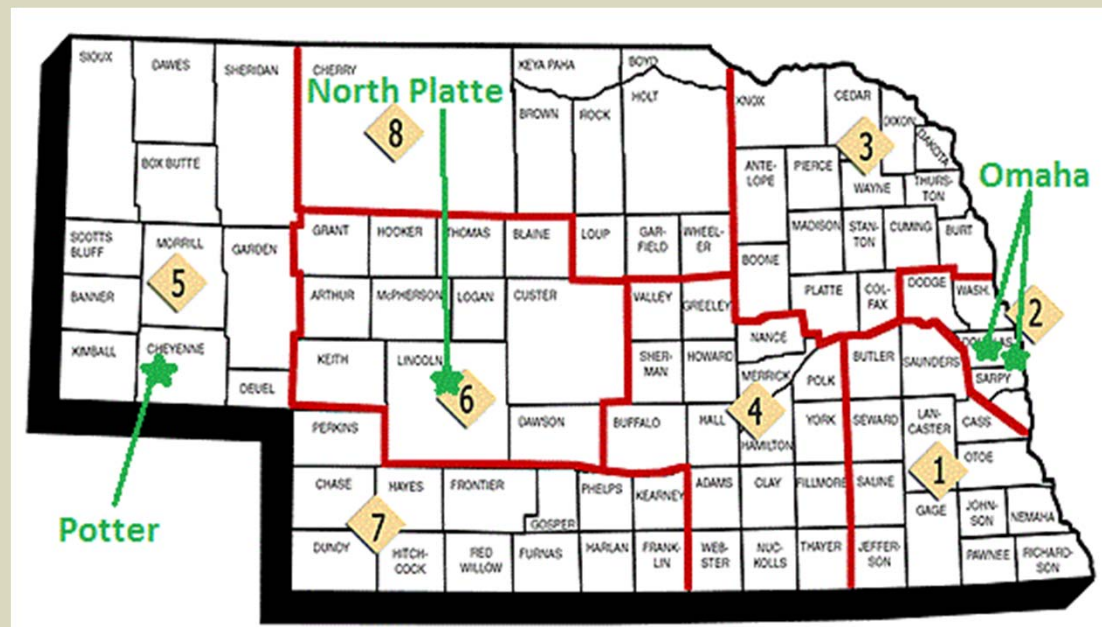 SIOUX
DAWES
SHERIDAN
CHERRY
KEYA PAHA
BOYD
North Platte
8
BROWN
ROCK
HOLT
KNOX
CEDAR
DIXON
DAKOTA
3
BOX BUTTE
ANTE-
LOPE
PIERCE
WAYNE
THURS-
TON
Omaha
SCOTTS
BLUFF
MORRILL
GARDEN
GRANT
HOOKER
THOMAS
BLAINE
LOUP
GAR-
FIELD
WHEEL-
ER
BOONE
MADISON
STAN-
TON
CUMING
BURT
5
BANNER
ARTHUR
McPHERSON
LOGAN
CUSTER
VALLEY
GREELEY
PLATTE
COL-
FAX
DODGE
WASH.
2
KIMBALL
CHEYENNE
DEUEL
KEITH
LINCOLN
6
SHER-
MAN
HOWARD
NANCE
MERRICK
POLK
BUTLER
SAUNDERS
SARPY
PERKINS
DAWSON
BUFFALO
HALL
4
HAMILTON
YORK
SEWARD
LAN-
CASTER
CASS
OTOE
1
Potter
CHASE
HAYES
FRONTIER
GOSPER
PHELPS
KEARNEY
ADAMS
CLAY
FILLMORE
SALINE
GAGE
JOHN-
SON
NEMAHA
7
DUNDY
HITCH-
COCK
RED
WILLOW
FURNAS
HARLAN
FRANK-
LIN
WEB-
STER
NUC-
KOLLS
THAYER
JEFFER-
SON
PAWNEE
RICHARD-
SON